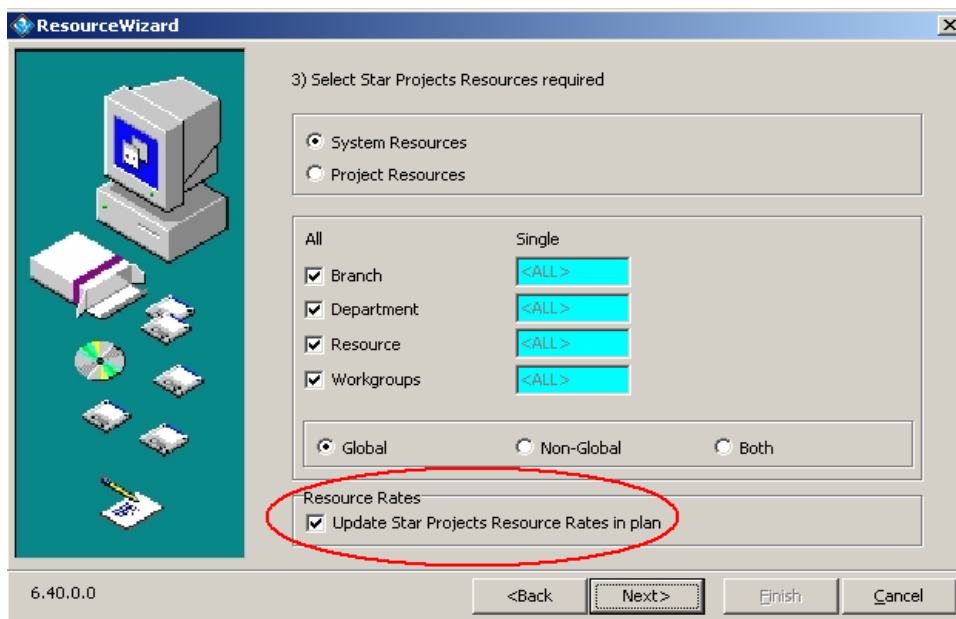 ResourceWizard
3) Select Star Projects Resources required
System Resources
Project Resources
All Single
Branch <ALL>
Department <ALL>
Resource <ALL>
Workgroups <ALL>
Global Non-Global Both
Resource Rates
Update Star Projects Resource Rates in plan
6.40.0.0 <Back Next> Finish Cancel